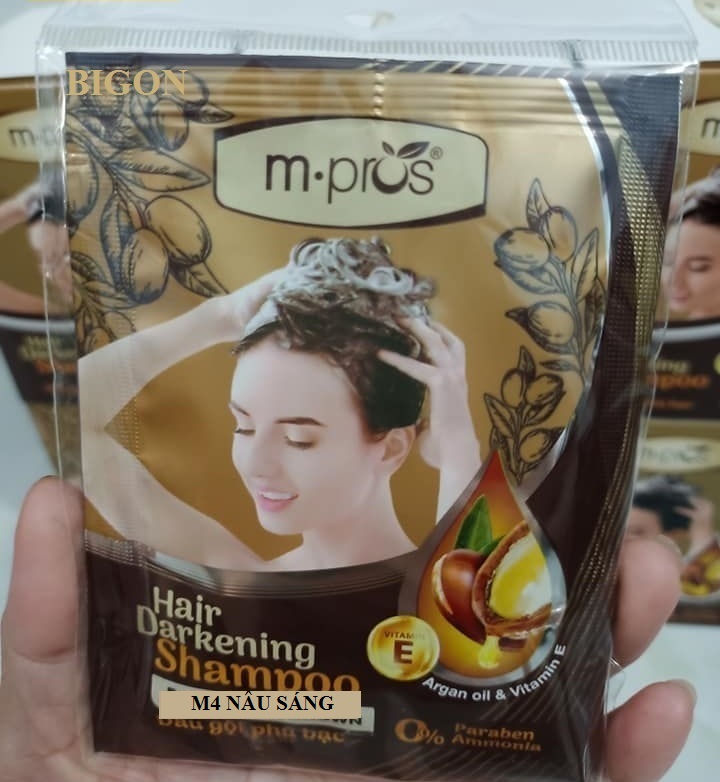 BIGON
m·pros®
m·p
m·pros
Hair
Darkening
Shampoo
VITAMIN
E
Argan oil & Vitamin E
M4 NÂU SÁNG
Dầu gội phủ bạc
0% Paraben
Ammonia